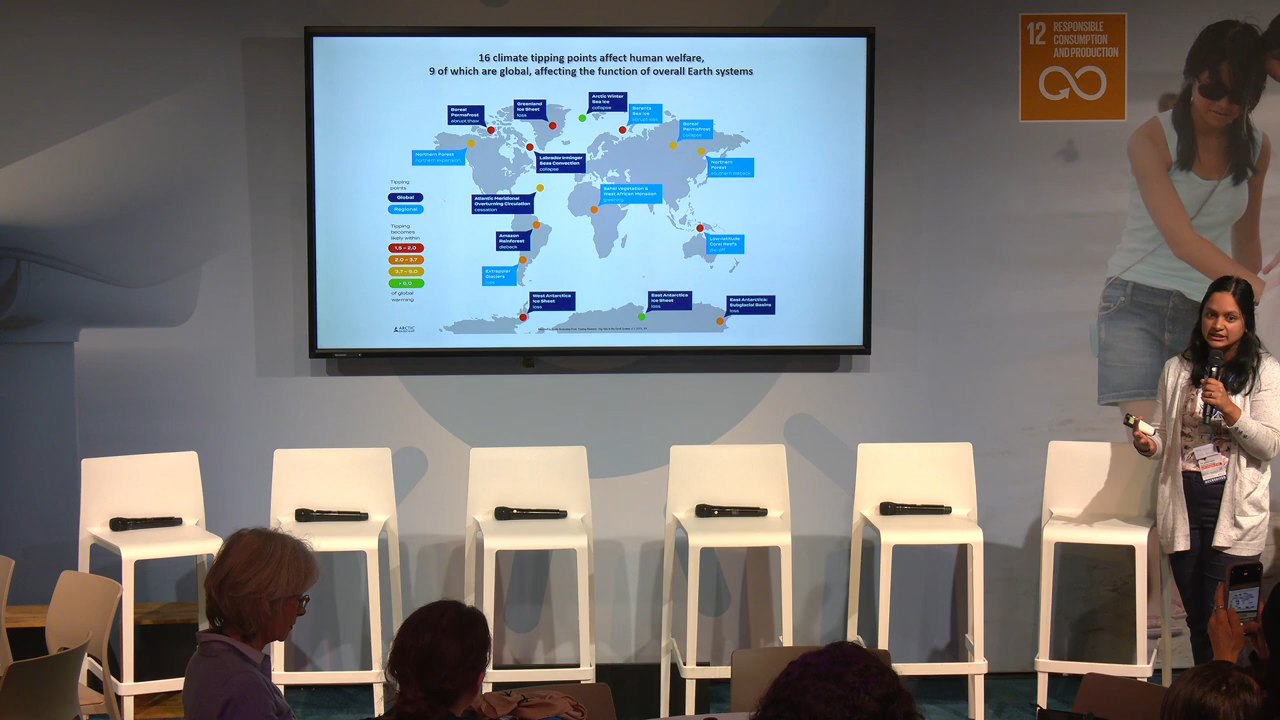 16 climate tipping points affect human welfare,
9 of which are global, affecting the function of overall Earth systems
12 RESPONSIBLE
CONSUMPTION
AND PRODUCTION
Boreal
Permafrost
abrupt thaw
Greenland
Ice Sheet
loss
Arctic Winter
Sea Ice
collapse
Barents
Sea Ice
abrupt loss
Boreal
Permafrost
collapse
Northern Forest
northern expansion
Labrador-Irminger
Seas Convection
collapse
Northern
Forest
southern dieback
Tipping
points
Global
Regional
Atlantic Meridional
Overturning Circulation
cessation
Sahel Vegetation &
West African Monsoon
greening
Tipping
becomes
likely within
1,5 – 2,0
2,0 – 3,7
3,7 – 6,0
> 6,0
of global
warming
Amazon
Rainforest
dieback
Low-latitude
Coral Reefs
die-off
Extrapolar
Glaciers
loss
West Antarctica
Ice Sheet
loss
East Antarctica
Ice Sheet
loss
East Antarctica:
Subglacial Basins
loss
ARCTIC